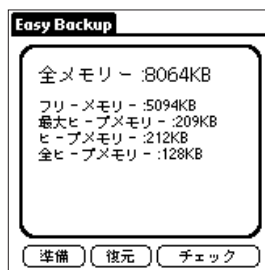 Easy Backup
全メモリー:8064KB
フリーメモリー:5094KB
最大ヒープメモリー:209KB
ヒープメモリー:212KB
全ヒープメモリー:128KB
準備 復元 チェック